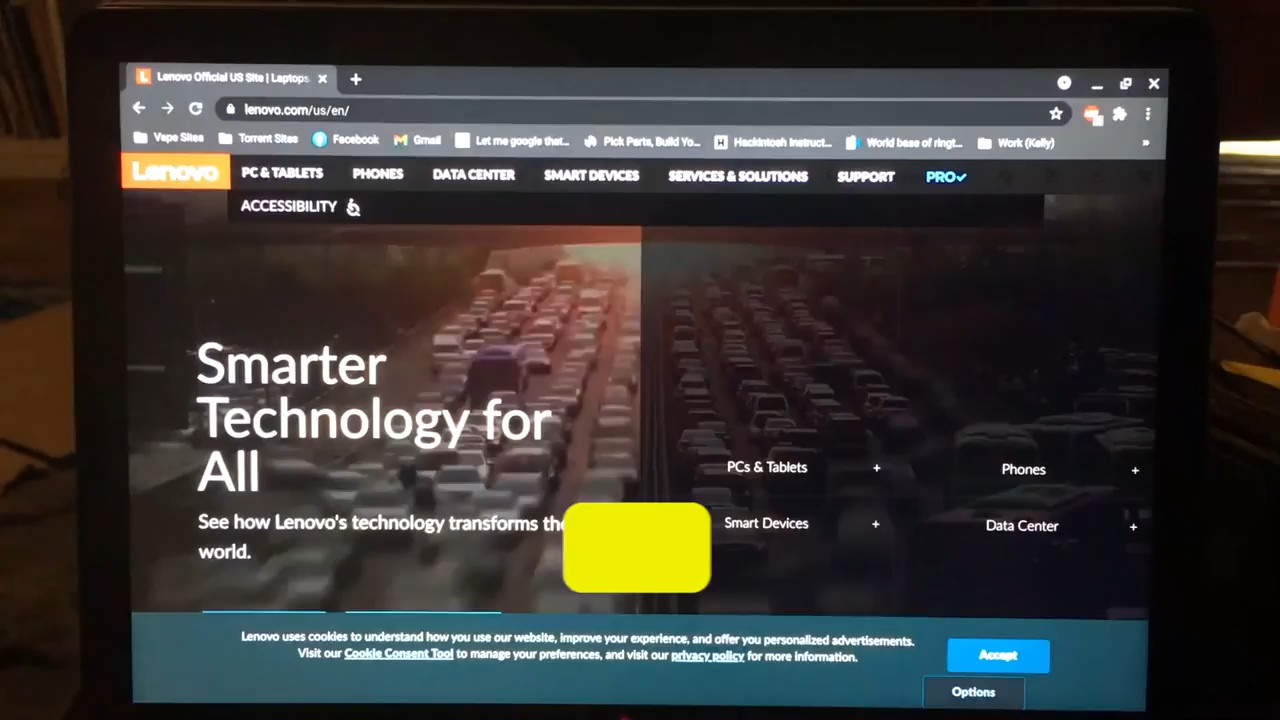 Lenovo Official US Site | Laptops
lenovo.com/us/en/
Vape Sites Torrent Sites Facebook Gmail Let me google that... Pick Parts, Build Yo... Hackintosh Instruct... World base of ringt... Work (Kelly) »
Lenovo PC & TABLETS PHONES DATA CENTER SMART DEVICES SERVICES & SOLUTIONS SUPPORT PRO
ACCESSIBILITY
Smarter
Technology for
All
PCs & Tablets + Phones +
See how Lenovo's technology transforms the
world.
Smart Devices + Data Center +
Lenovo uses cookies to understand how you use our website, improve your experience, and offer you personalized advertisements.
Visit our Cookie Consent Tool to manage your preferences, and visit our privacy policy for more information.
Accept
Options